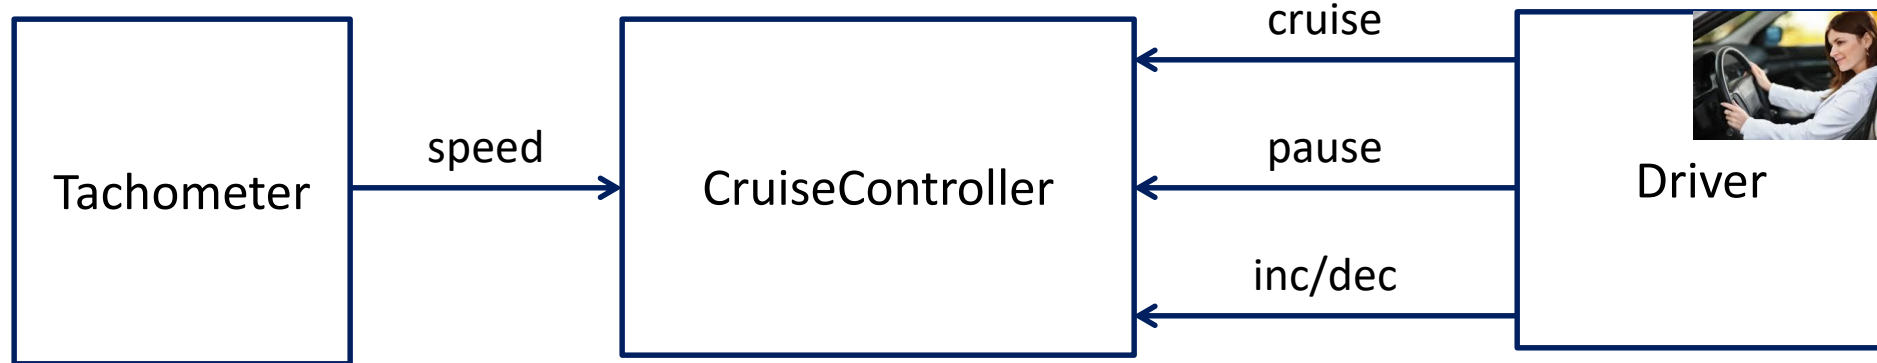 cruise
speed
pause
Tachometer
CruiseController
Driver
inc/dec